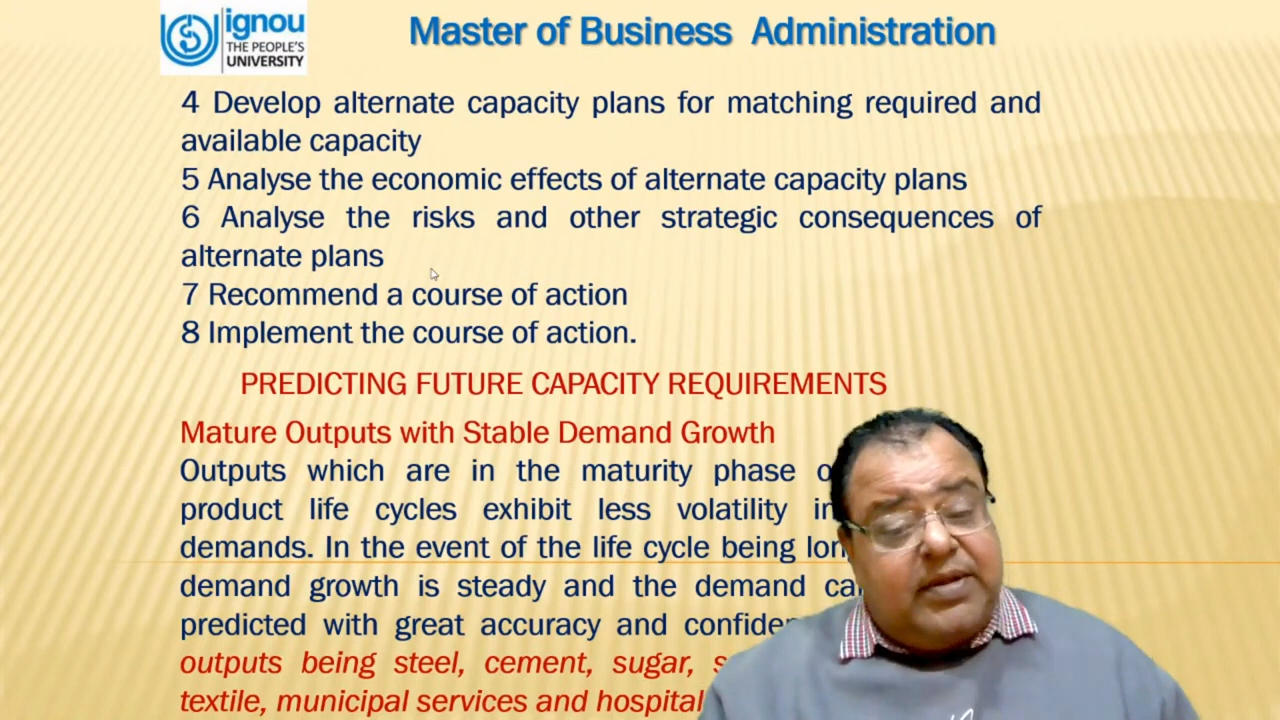 ignou
THE PEOPLE'S
UNIVERSITY
Master of Business Administration
4 Develop alternate capacity plans for matching required and
available capacity
5 Analyse the economic effects of alternate capacity plans
6 Analyse the risks and other strategic consequences of
alternate plans
7 Recommend a course of action
8 Implement the course of action.
PREDICTING FUTURE CAPACITY REQUIREMENTS
Mature Outputs with Stable Demand Growth
Outputs which are in the maturity phase
product life cycles exhibit less volatility
demands. In the event of the life cycle being
demand growth is steady and the demand
predicted with great accuracy and
outputs being steel, cement, sugar,
textile, municipal services and hospital